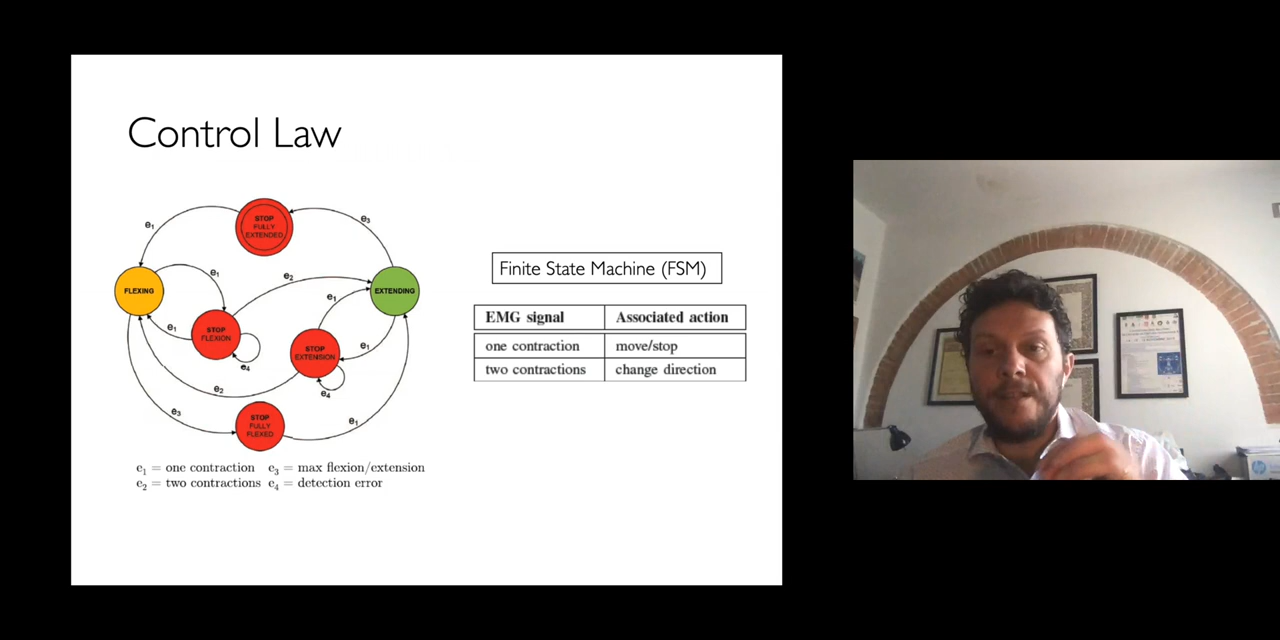 Control Law
STOP
FULLY
EXTENDED
e1
e3
FLEXING
e1
e2
EXTENDING
e1
e1
STOP
FLEXION
e4
STOP
EXTENSION
e1
e4
e2
e3
STOP
FULLY
FLEXED
e1
e1 = one contraction e3 = max flexion/extension
e2 = two contractions e4 = detection error
Finite State Machine (FSM)
EMG signal Associated action
one contraction move/stop
two contractions change direction
hp